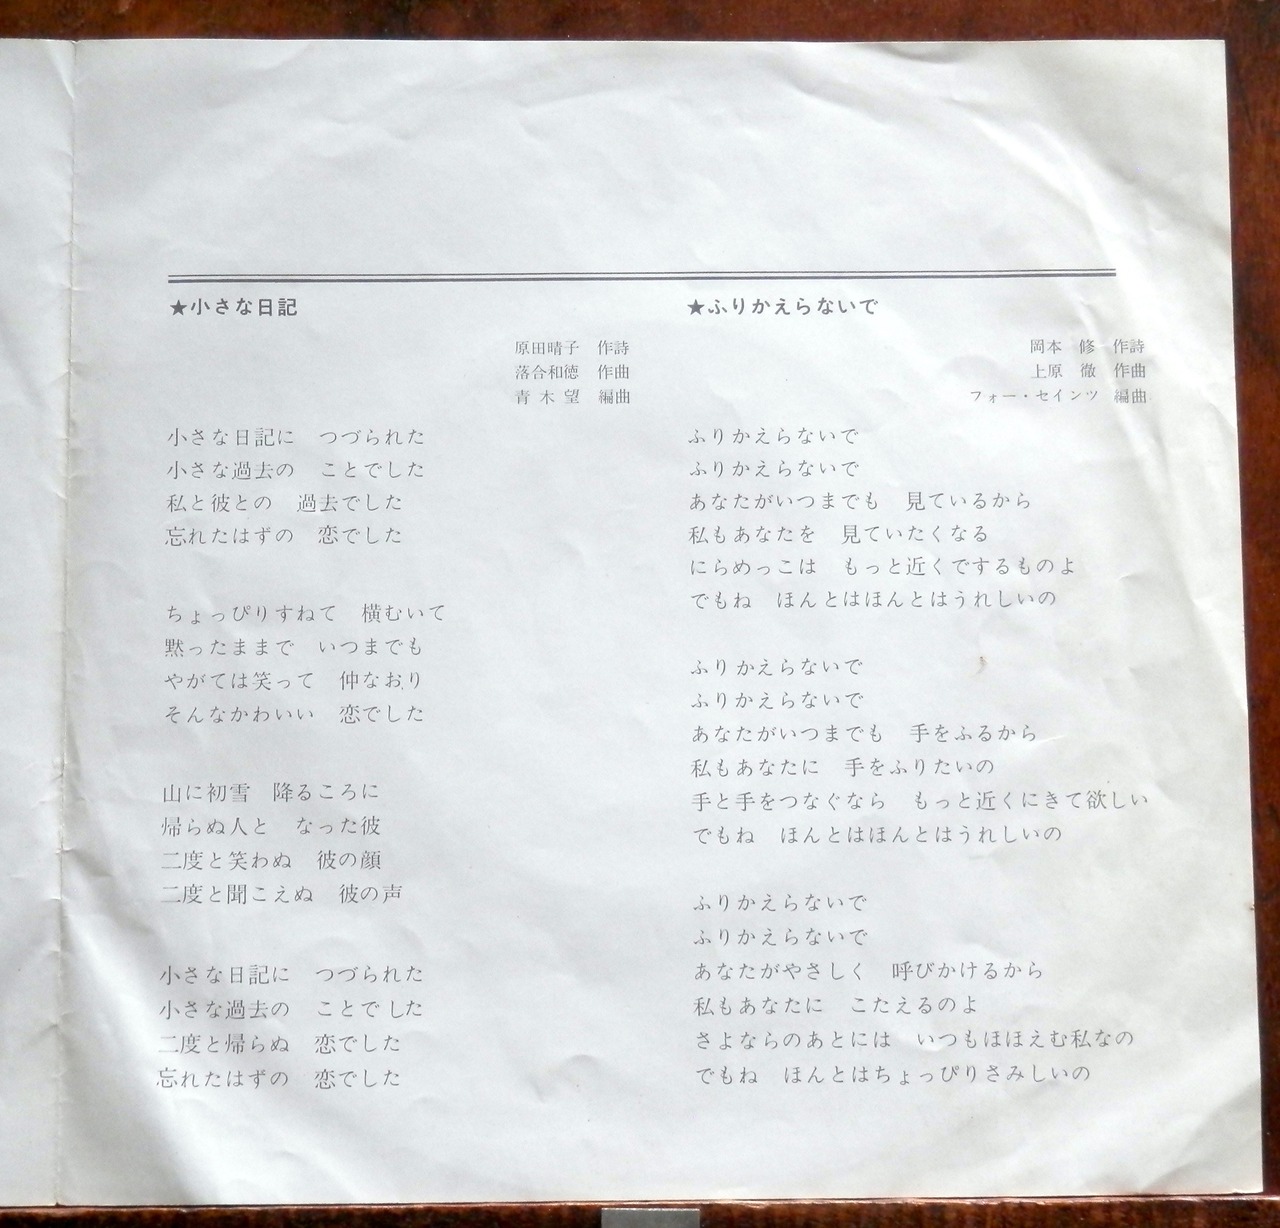 ★小さな日記
原田晴子　作詩
落合和徳　作曲
青木望　編曲
小さな日記に　つづられた
小さな過去の　ことでした
私と彼との　過去でした
忘れたはずの　恋でした
ちょっぴりすねて　横むいて
黙ったままで　いつまでも
やがては笑って　仲なおり
そんなかわいい　恋でした
山に初雪　降るころに
帰らぬ人と　なった彼
二度と笑わぬ　彼の顔
二度と聞こえぬ　彼の声
小さな日記に　つづられた
小さな過去の　ことでした
二度と帰らぬ　恋でした
忘れたはずの　恋でした
★ふりかえらないで
岡本　修　作詩
上原　徹　作曲
フォー・セインツ　編曲
ふりかえらないで
ふりかえらないで
あなたがいつまでも　見ているから
私もあなたを　見ていたくなる
にらめっこは　もっと近くでするものよ
でもね　ほんとはほんとはうれしいの
ふりかえらないで
ふりかえらないで
あなたがいつまでも　手をふるから
私もあなたに　手をふりたいの
手と手をつなぐなら　もっと近くにきて欲しい
でもね　ほんとはほんとはうれしいの
ふりかえらないで
ふりかえらないで
あなたがやさしく　呼びかけるから
私もあなたに　こたえるのよ
さよならのあとには　いつもほほえむ私なの
でもね　ほんとはちょっぴりさみしいの